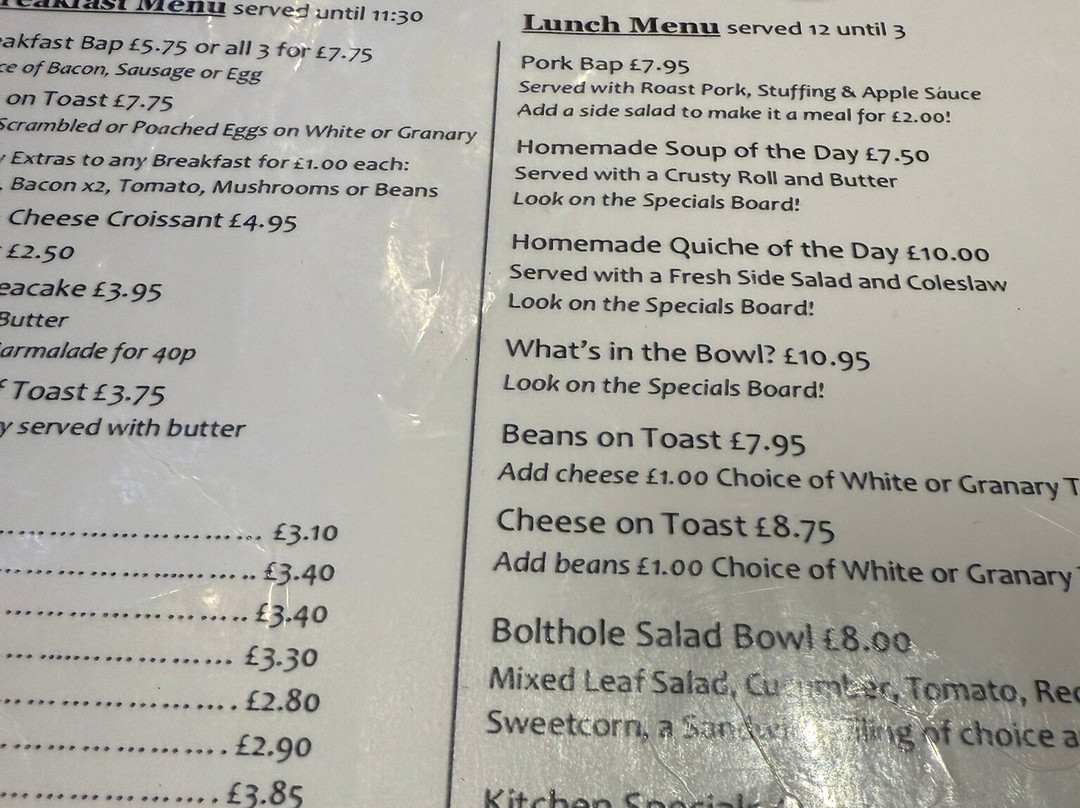 Breakfast Menu served until 11:30
Breakfast Bap £5.75 or all 3 for £7.75
of Bacon, Sausage or Egg
on Toast £7.75
Scrambled or Poached Eggs on White or Granary
Extras to any Breakfast for £1.00 each:
Bacon x2, Tomato, Mushrooms or Beans
Cheese Croissant £4.95
£2.50
Teacake £3.95
Butter
Marmalade for 40p
Toast £3.75
served with butter
£3.10
£3.40
£3.40
£3.30
£2.80
£2.90
£3.85
Lunch Menu served 12 until 3
Pork Bap £7.95
Served with Roast Pork, Stuffing & Apple Sauce
Add a side salad to make it a meal for £2.00!
Homemade Soup of the Day £7.50
Served with a Crusty Roll and Butter
Look on the Specials Board!
Homemade Quiche of the Day £10.00
Served with a Fresh Side Salad and Coleslaw
Look on the Specials Board!
What's in the Bowl? £10.95
Look on the Specials Board!
Beans on Toast £7.95
Add cheese £1.00 Choice of White or Granary
Cheese on Toast £8.75
Add beans £1.00 Choice of White or Granary
Bolthole Salad Bowl £8.00
Mixed Leaf Salad, Cucumber, Tomato, Red
Sweetcorn, a Sandwich filling of choice
Kitchen Specials